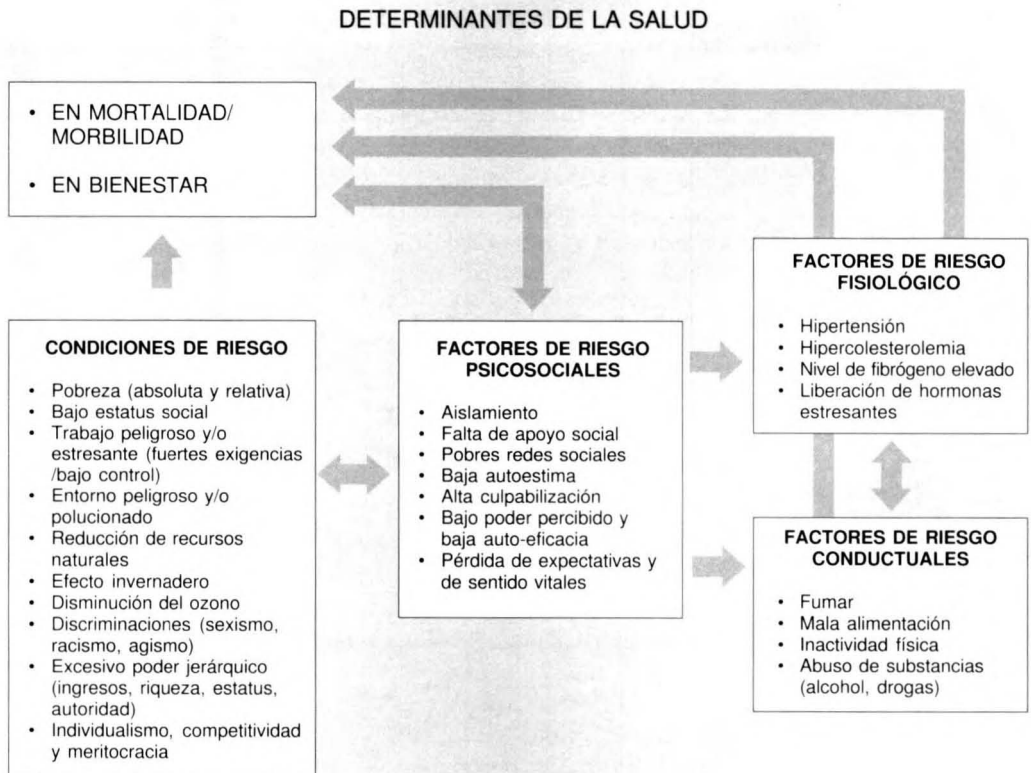 DETERMINANTES DE LA SALUD
• EN MORTALIDAD/
MORBILIDAD
• EN BIENESTAR
CONDICIONES DE RIESGO
• Pobreza (absoluta y relativa)
• Bajo estatus social
• Trabajo peligroso y/o
estresante (fuertes exigencias
/bajo control)
• Entorno peligroso y/o
polucionado
• Reducción de recursos
naturales
• Efecto invernadero
• Disminución del ozono
• Discriminaciones (sexismo,
racismo, agismo)
• Excesivo poder jerárquico
(ingresos, riqueza, estatus,
autoridad)
• Individualismo, competitividad
y meritocracia
FACTORES DE RIESGO
PSICOSOCIALES
• Aislamiento
• Falta de apoyo social
• Pobres redes sociales
• Baja autoestima
• Alta culpabilización
• Bajo poder percibido y
baja auto-eficacia
• Pérdida de expectativas y
de sentido vitales
FACTORES DE RIESGO
FISIOLÓGICO
• Hipertensión
• Hipercolesterolemia
• Nivel de fibrógeno elevado
• Liberación de hormonas
estresantes
FACTORES DE RIESGO
CONDUCTUALES
• Fumar
• Mala alimentación
• Inactividad física
• Abuso de substancias
(alcohol, drogas)